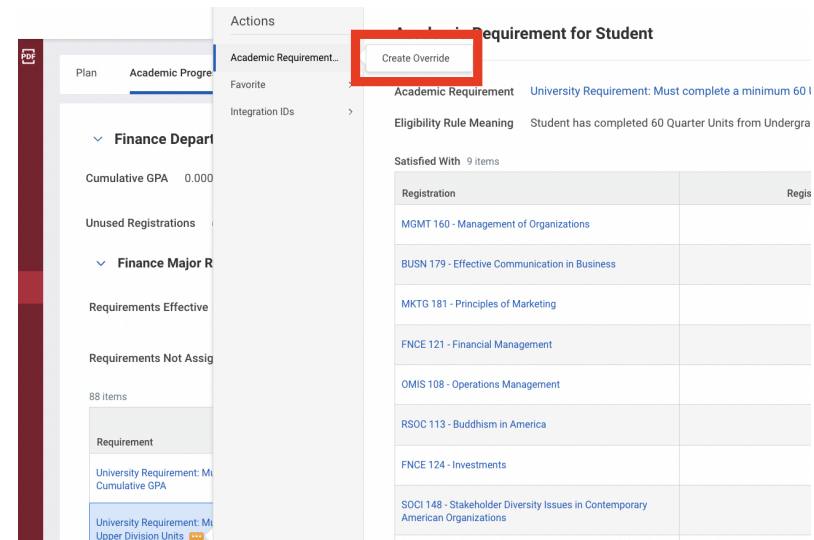 PDF
Plan
Academic Progre
Finance Depart
Cumulative GPA 0.000
Unused Registrations
Finance Major R
Requirements Effective
Requirements Not Assig
88 items
Requirement
University Requirement: Mu
Cumulative GPA
University Requirement: Mu
Upper Division Units
Actions
Academic Requirement...
Favorite
Integration IDs
Create Override
Academic Requirement for Student
Academic Requirement University Requirement: Must complete a minimum 60 U
Eligibility Rule Meaning Student has completed 60 Quarter Units from Undergra
Satisfied With 9 items
Registration Regis
MGMT 160 - Management of Organizations
BUSN 179 - Effective Communication in Business
MKTG 181 - Principles of Marketing
FNCE 121 - Financial Management
OMIS 108 - Operations Management
RSOC 113 - Buddhism in America
FNCE 124 - Investments
SOCI 148 - Stakeholder Diversity Issues in Contemporary
American Organizations